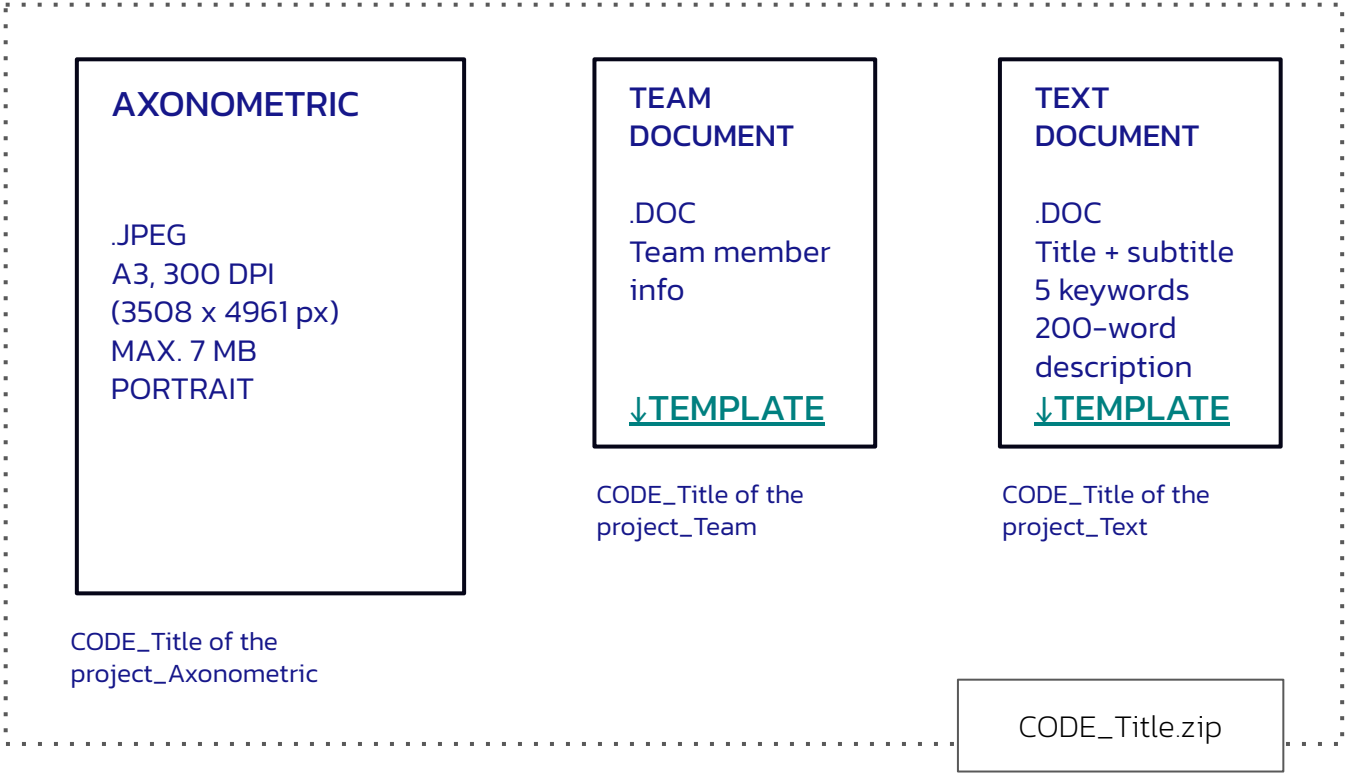 AXONOMETRIC
.JPEG
A3, 300 DPI
(3508 x 4961 px)
MAX. 7 MB
PORTRAIT
CODE_Title of the
project_Axonometric
TEAM
DOCUMENT
.DOC
Team member
info
↓TEMPLATE
CODE_Title of the
project_Team
TEXT
DOCUMENT
.DOC
Title + subtitle
5 keywords
200-word
description
↓TEMPLATE
CODE_Title of the
project_Text
CODE_Title.zip